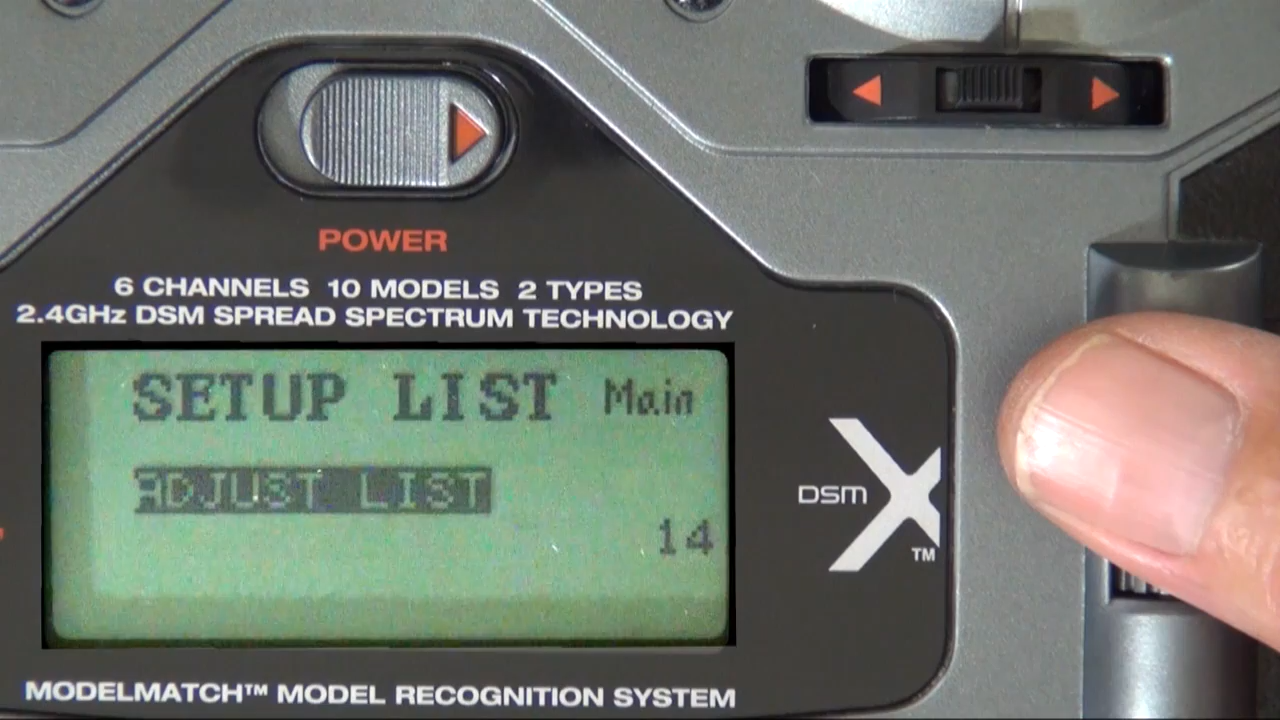 POWER
6 CHANNELS 10 MODELS 2 TYPES
2.4GHz DSM SPREAD SPECTRUM TECHNOLOGY
SETUP LIST Main
ADJUST LIST
14
DSM X TM
MODELMATCH™ MODEL RECOGNITION SYSTEM